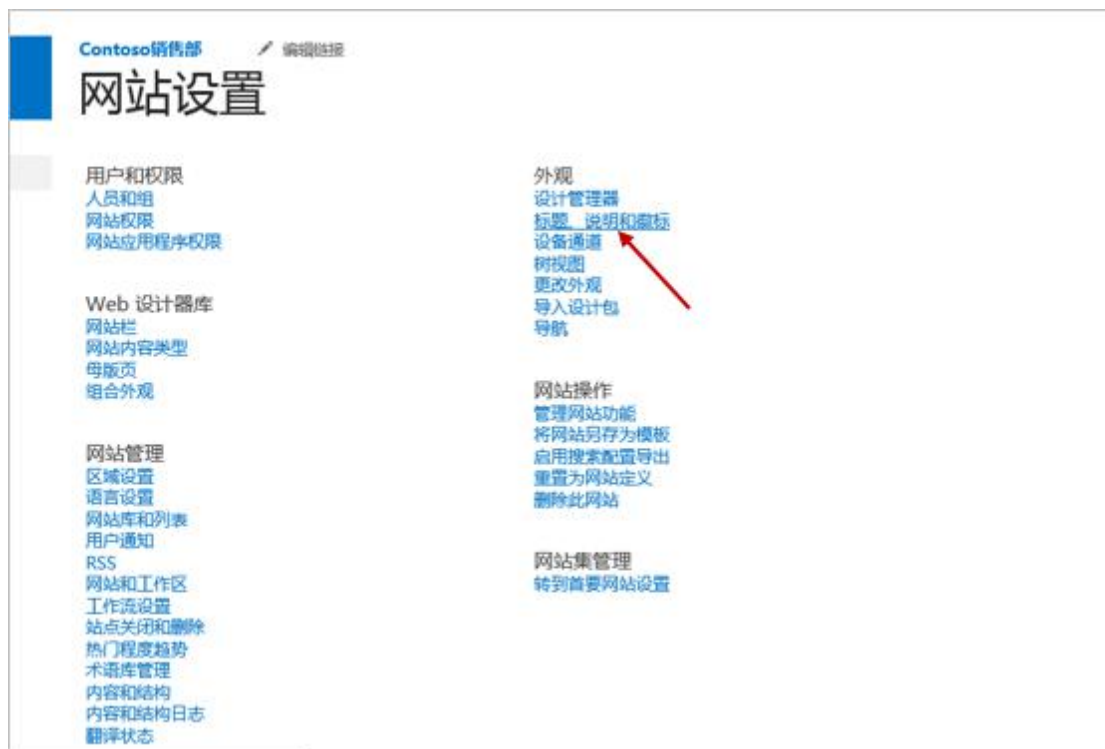 Contoso销售部 编辑链接
网站设置
用户和权限
人员和组
网站权限
网站应用程序权限
Web 设计器库
网站栏
网站内容类型
母版页
组合外观
网站管理
区域设置
语言设置
网站库和列表
用户通知
RSS
网站和工作区
工作流设置
站点关闭和删除
热门程度趋势
术语库管理
内容和结构
内容和结构日志
翻译状态
外观
设计管理器
标题、说明和徽标
设备通道
树视图
更改外观
导入设计包
导航
网站操作
管理网站功能
将网站另存为模板
启用搜索配置导出
重置为网站定义
删除此网站
网站集管理
转到首要网站设置